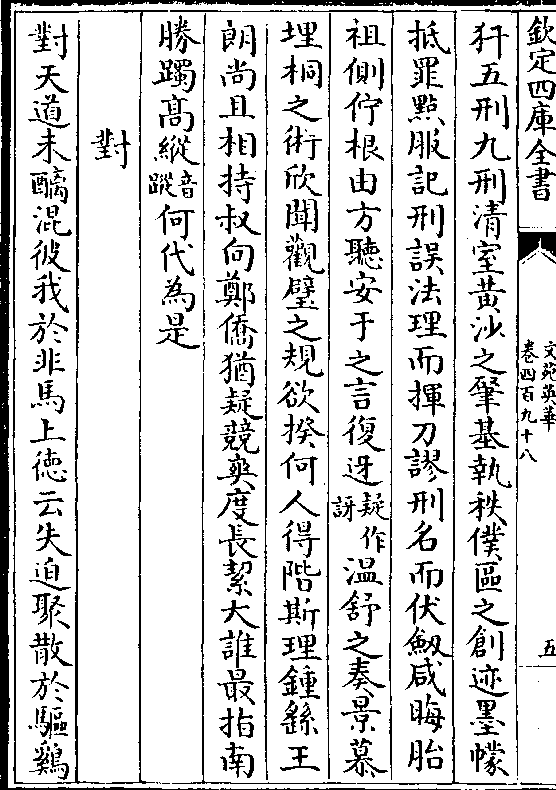 欽定四庫全書
文苑英華
卷四百九十八
五
犴五刑九刑清室黃沙之肇基執秩僕區之創迹墨幪
抵罪㸃服記刑誤法理而揮刀謬刑名而伏劔咸晦胎
祖側佇根由方聽安于之言復迓疑作訝温舒之奏景慕
埋桐之術欣聞觀璧之規欲揆何人得階斯理鍾繇王
朗尚且相持叔向鄭僑猶疑競爽度長絜大誰最指南
勝躅髙縱音蹤何代為是
對
對天道未醨混彼我於非馬上徳云失迫聚散於驅鷄